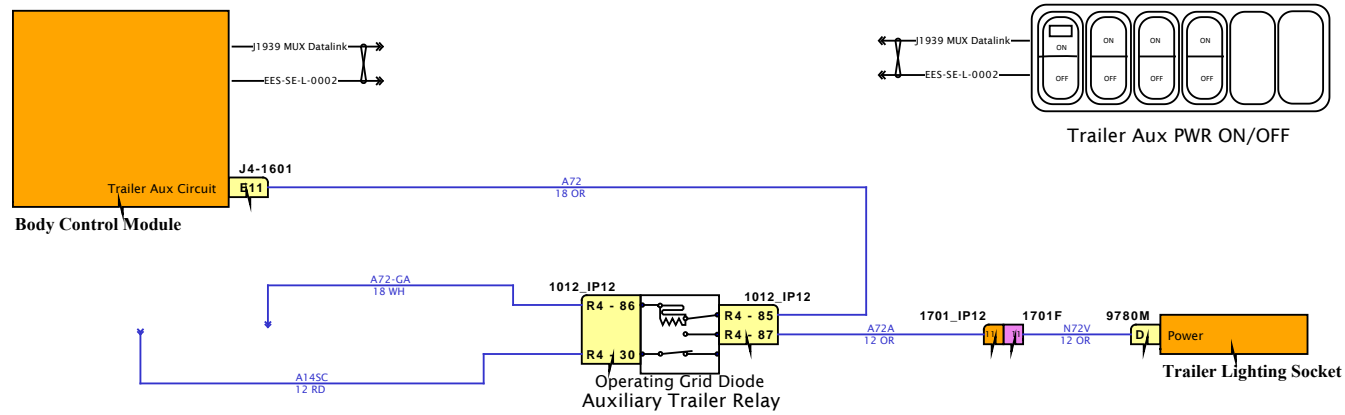 J1939 MUX Datalink
EES-SE-L-0002
J4-1601
Trailer Aux Circuit
E11
Body Control Module
A72
18 OR
J1939 MUX Datalink
EES-SE-L-0002
ON
OFF
ON
OFF
ON
OFF
ON
OFF
Trailer Aux PWR ON/OFF
A72-GA
18 WH
A14SC
12 RD
1012_IP12
R4 - 86
R4 - 30
1012_IP12
R4 - 85
R4 - 87
Operating Grid Diode
Auxiliary Trailer Relay
A72A
12 OR
1701_IP12
11
1701F
11
N72V
12 OR
9780M
D
Power
Trailer Lighting Socket